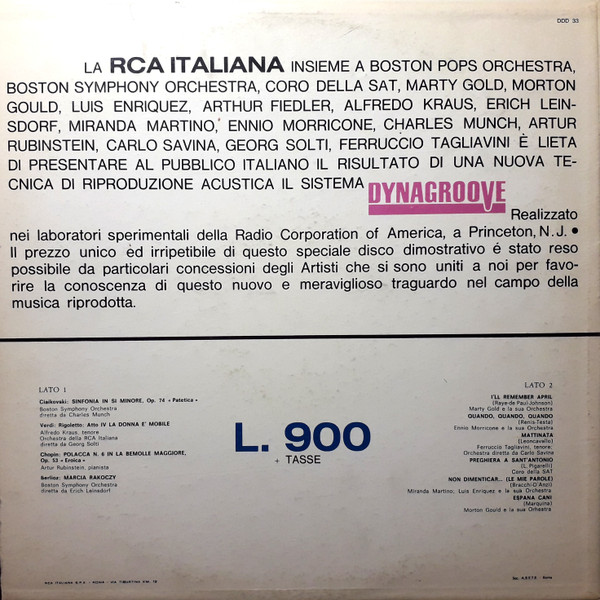 DDD 33
LA RCA ITALIANA INSIEME A BOSTON POPS ORCHESTRA,
BOSTON SYMPHONY ORCHESTRA, CORO DELLA SAT, MARTY GOLD, MORTON
GOULD, LUIS ENRIQUEZ, ARTHUR FIEDLER, ALFREDO KRAUS, ERICH LEIN-
SDORF, MIRANDA MARTINO, ENNIO MORRICONE, CHARLES MUNCH, ARTUR
RUBINSTEIN, CARLO SAVINA, GEORG SOLTI, FERRUCCIO TAGLIAVINI È LIETA
DI PRESENTARE AL PUBBLICO ITALIANO IL RISULTATO DI UNA NUOVA TE-
CNICA DI RIPRODUZIONE ACUSTICA IL SISTEMA DYNAGROOVE
Realizzato
nei laboratori sperimentali della Radio Corporation of America, a Princeton, N. J. •
Il prezzo unico èd irripetibile di questo speciale disco dimostrativo é stato reso
possibile da particolari concessioni degli Artisti che si sono uniti a noi per favo-
rire la conoscenza di questo nuovo e meraviglioso traguardo nel campo della
musica riprodotta.
LATO 1
Ciaikovski: SINFONIA IN SI MINORE, Op. 74 « Patetica »
Boston Symphony Orchestra
diretta da Charles Munch
Verdi: Rigoletto: Atto IV LA DONNA E' MOBILE
Alfredo Kraus, tenore
Orchestra della RCA Italiana
diretta da Georg Solti
Chopin: POLACCA N. 6 IN LA BEMOLLE MAGGIORE,
Op. 53 « Eroica »
Artur Rubinstein, pianista
Berlioz: MARCIA RAKOCZY
Boston Symphony Orchestra
diretta da Erich Leinsdorf
L. 900
+ TASSE
LATO 2
I'LL REMEMBER APRIL
(Raye-de Paul-Johnson)
Marty Gold e la sua Orchestra
QUANDO, QUANDO, QUANDO
(Renis-Testa)
Ennio Morricone e la sua Orchestra
MATTINATA
(Leoncavallo)
Ferruccio Tagliavini, tenore;
Orchestra diretta da Carlo Savina
PREGHIERA A SANT'ANTONIO
(L. Pigarelli)
Coro della SAT
NON DIMENTICAR... (LE MIE PAROLE)
(Bracchi-D'Anzi)
Miranda Martino; Luis Enriquez e la sua Orchestra
ESPANA CANI
(Marquina)
Morton Gould e la sua Orchestra
RCA ITALIANA S.P.A. - ROMA - VIA TIBURTINA KM. 12